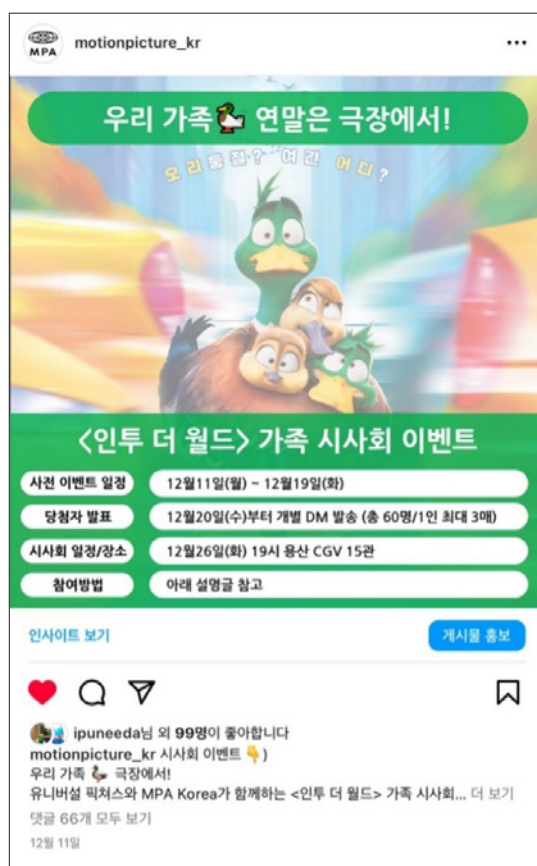 MPA motionpicture_kr
우리 가족 🦆 연말은 극장에서!
오리둥절? 여긴 어디?
<인투 더 월드> 가족 시사회 이벤트
사전 이벤트 일정 12월11일(월) ~ 12월19일(화)
당첨자 발표 12월20일(수)부터 개별 DM 발송 (총 60명/1인 최대 3매)
시사회 일정/장소 12월26일(화) 19시 용산 CGV 15관
참여방법 아래 설명글 참고
인사이트 보기 게시물 홍보
ipuneeda님 외 99명이 좋아합니다
motionpicture_kr 시사회 이벤트 👇 )
우리 가족 🦆 극장에서!
유니버설 픽쳐스와 MPA Korea가 함께하는 <인투 더 월드> 가족 시사회... 더 보기
댓글 66개 모두 보기
12월 11일